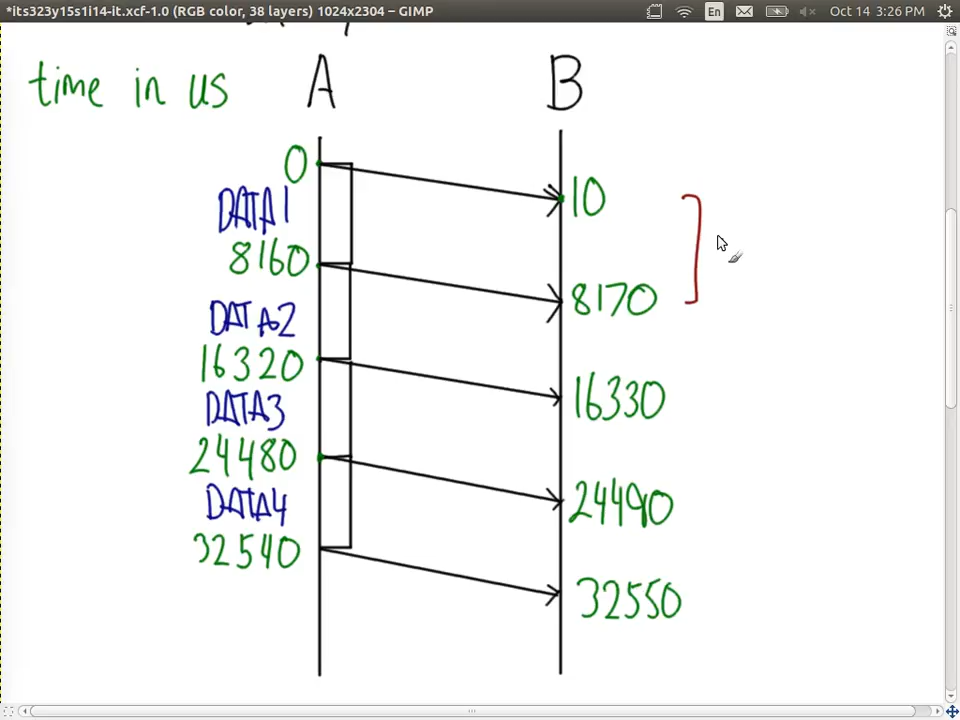 *its323y15s1i14-it.xcf-1.0 (RGB color, 38 layers) 1024x2304 – GIMP
En
Oct 14 3:26 PM
time in us
A
B
0
10
DATA1
8160
8170
DATA2
16320
16330
DATA3
24480
24490
DATA4
32540
32550